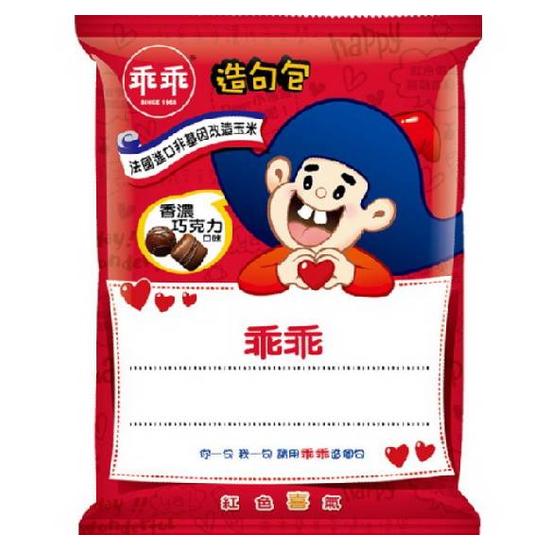 乖乖
SINCE 1968
造句包
法國進口非基因改造玉米
香濃
巧克力
口味
乖乖
你一句 我一句 請用乖乖造個句
紅色喜氣
happy